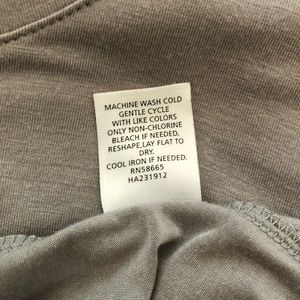 MACHINE WASH COLD
GENTLE CYCLE
WITH LIKE COLORS
ONLY NON-CHLORINE
BLEACH IF NEEDED.
RESHAPE,LAY FLAT TO
DRY.
COOL IRON IF NEEDED.
RN58665
HA231912